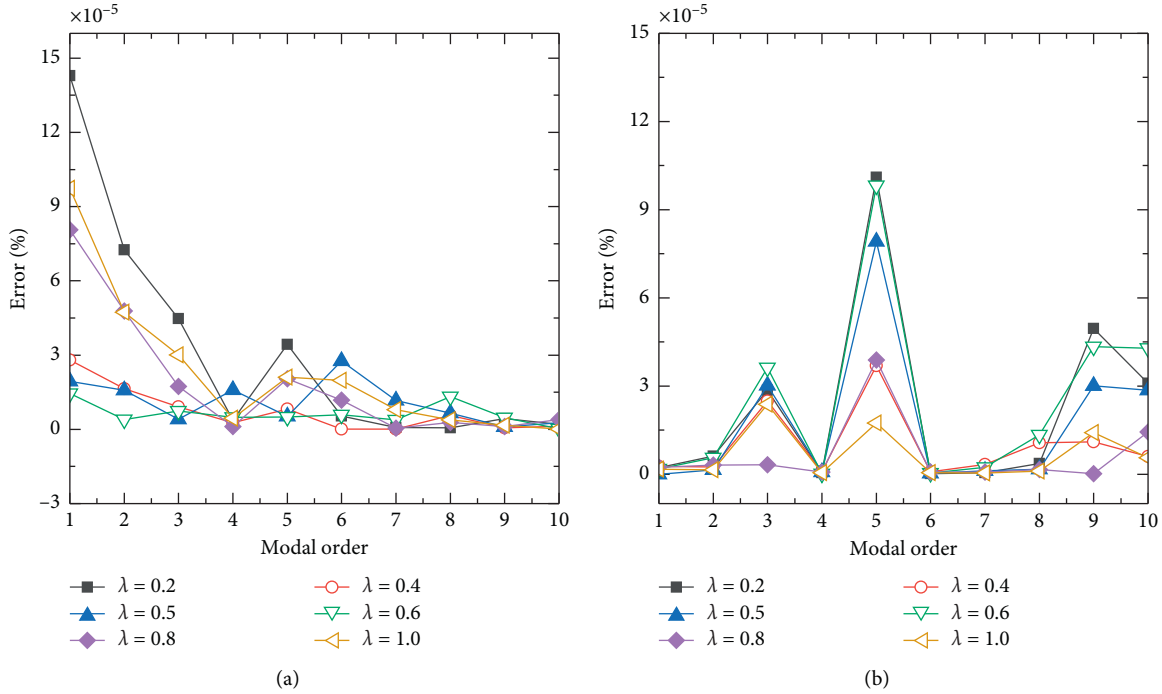 ×10⁻⁵
15
12
9
6
3
0
−3
Error (%)
1 2 3 4 5 6 7 8 9 10
Modal order
λ = 0.2
λ = 0.4
λ = 0.5
λ = 0.6
λ = 0.8
λ = 1.0
(a)
×10⁻⁵
15
12
9
6
3
0
Error (%)
1 2 3 4 5 6 7 8 9 10
Modal order
λ = 0.2
λ = 0.4
λ = 0.5
λ = 0.6
λ = 0.8
λ = 1.0
(b)